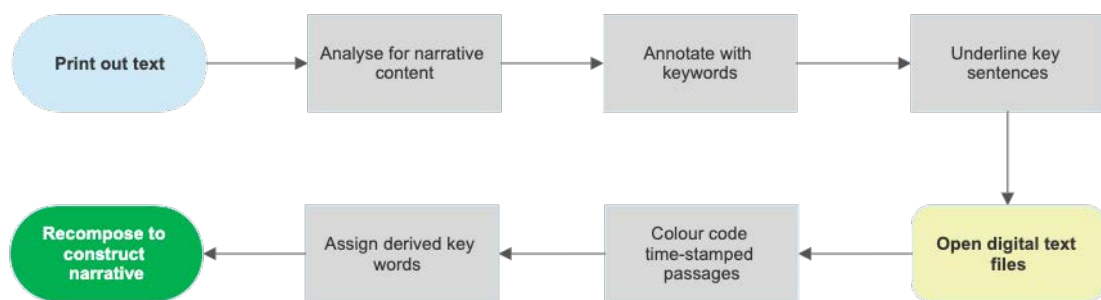 Print out text
Analyse for narrative
content
Annotate with
keywords
Underline key
sentences
Open digital text
files
Colour code
time-stamped
passages
Assign derived key
words
Recompose to
construct
narrative